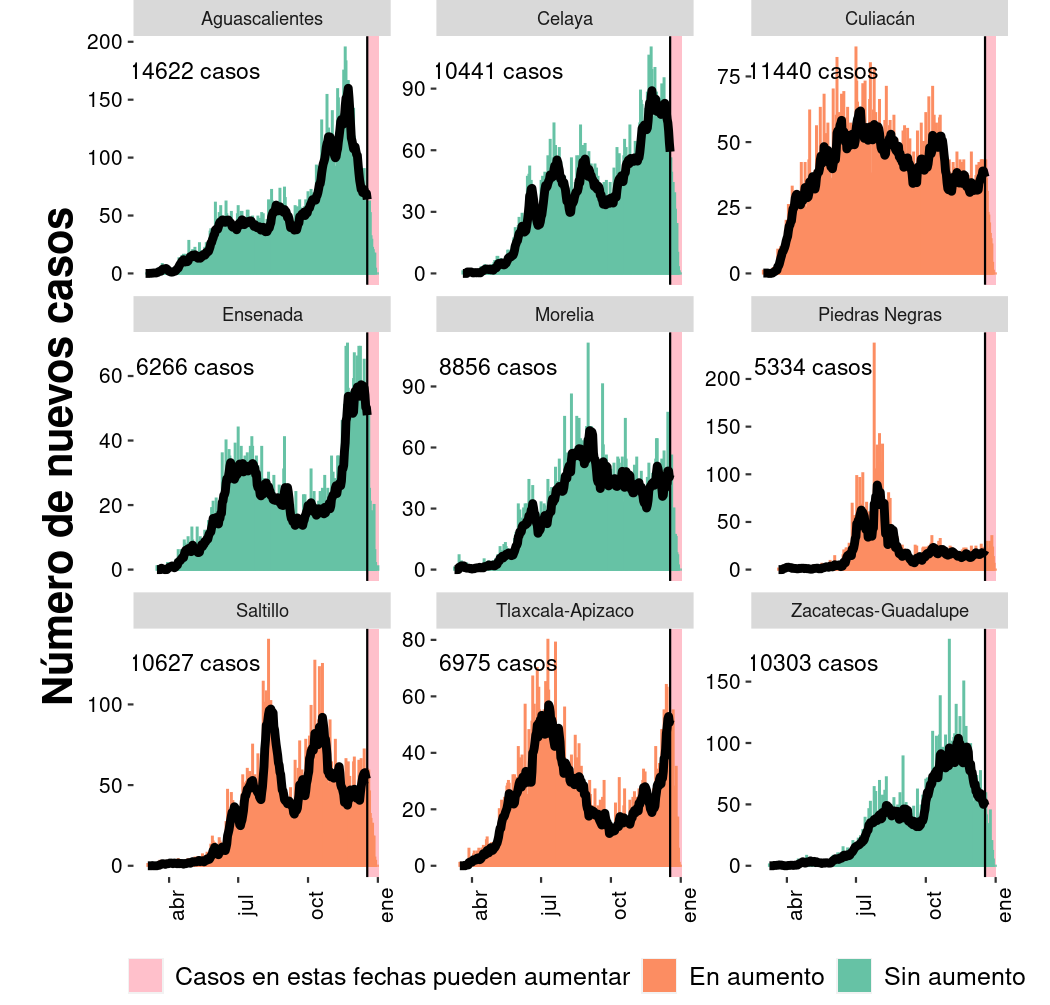 Número de nuevos casos
Aguascalientes
Celaya
Culiacán
200
150
100
50
0
14622 casos
90
60
30
0
10441 casos
75
50
25
0
11440 casos
Ensenada
Morelia
Piedras Negras
60
40
20
0
6266 casos
90
60
30
0
8856 casos
200
150
100
50
0
5334 casos
Saltillo
Tlaxcala-Apizaco
Zacatecas-Guadalupe
100
50
0
10627 casos
80
60
40
20
0
6975 casos
150
100
50
0
10303 casos
abr
jul
oct
ene
abr
jul
oct
ene
abr
jul
oct
ene
Casos en estas fechas pueden aumentar
En aumento
Sin aumento